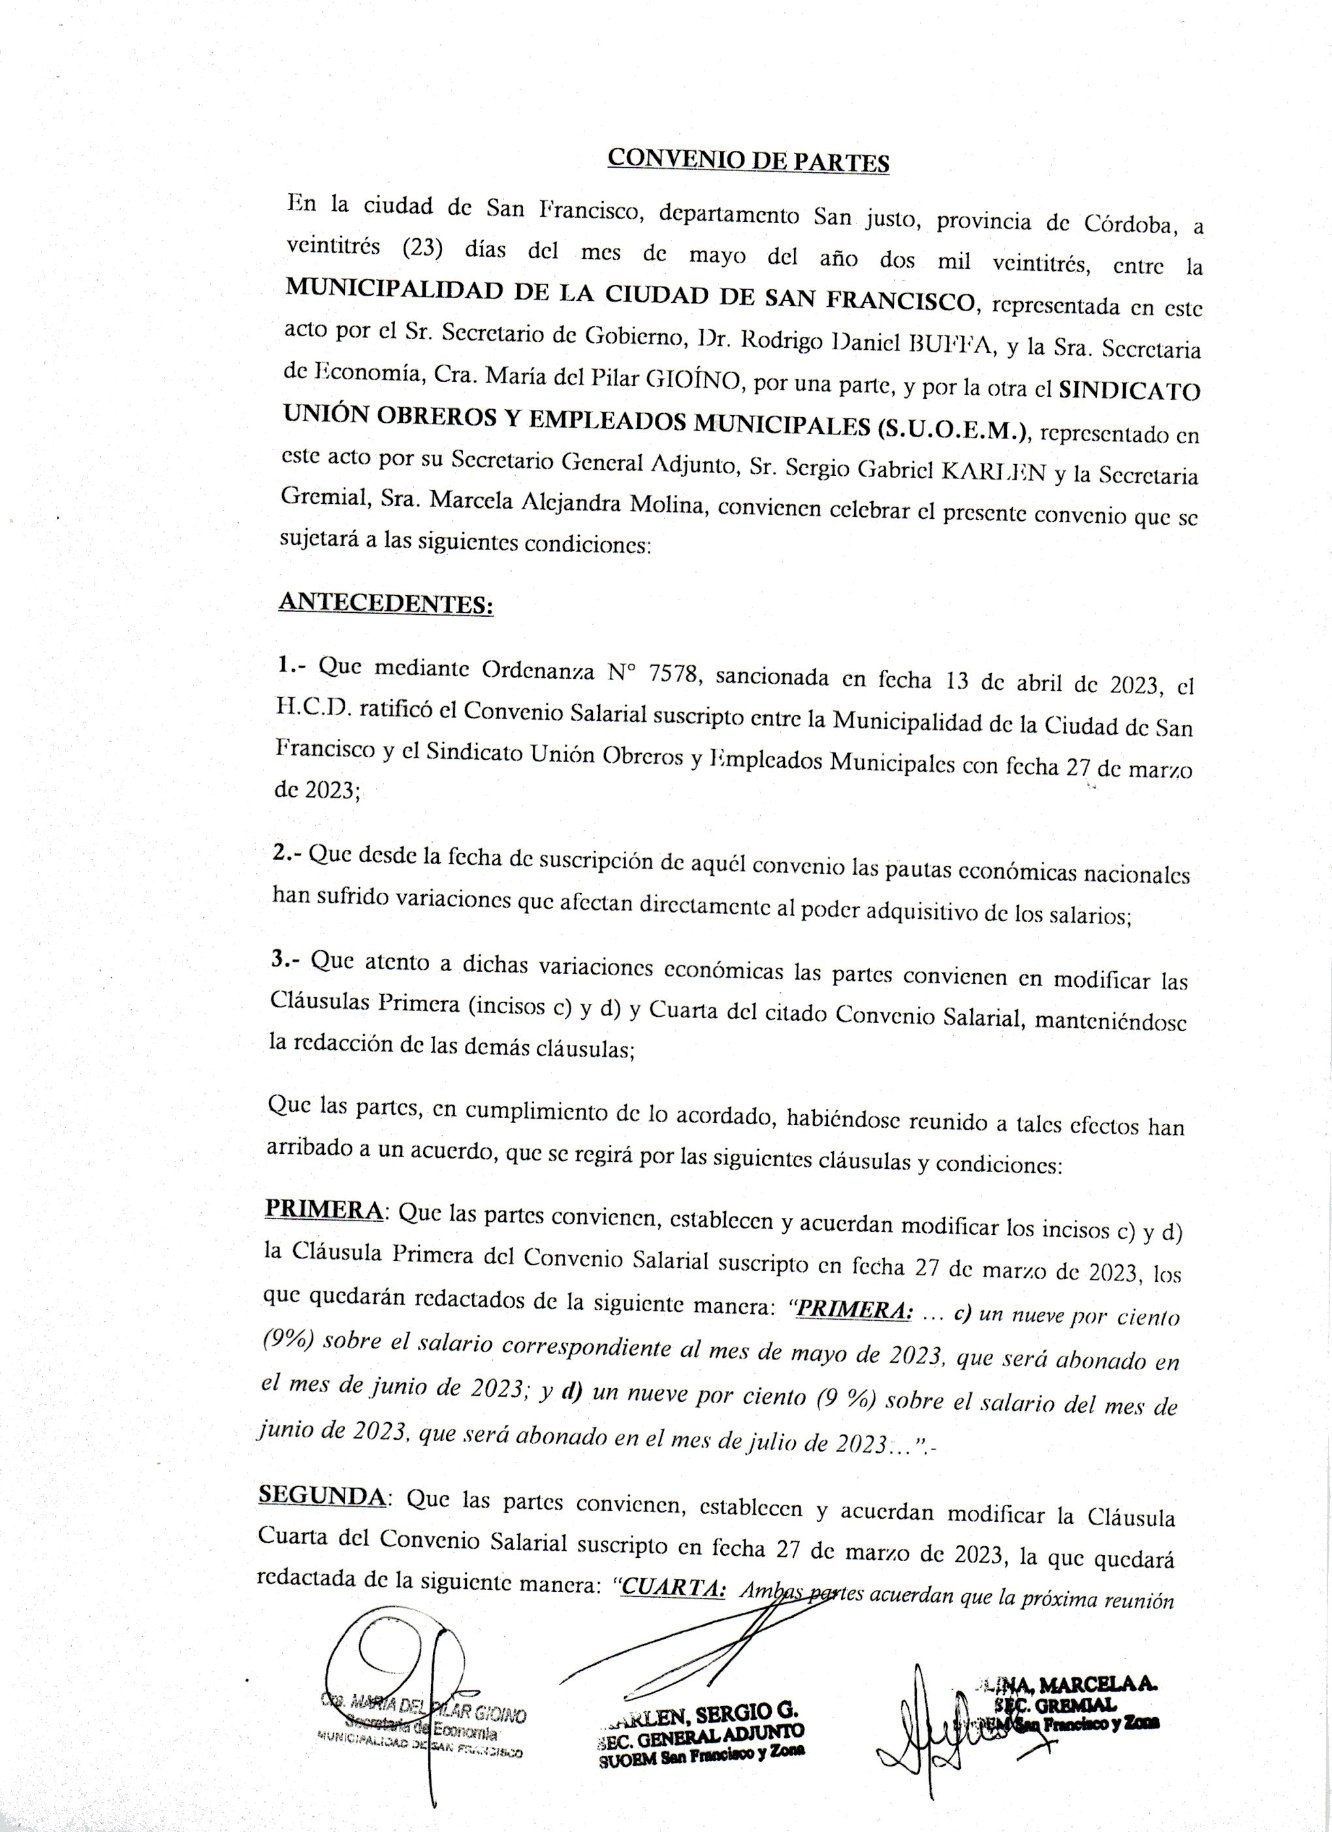 CONVENIO DE PARTES
En la ciudad de San Francisco, departamento San justo, provincia de Córdoba, a
veintitrés (23) días del mes de mayo del año dos mil veintitrés, entre la
MUNICIPALIDAD DE LA CIUDAD DE SAN FRANCISCO, representada en este
acto por el Sr. Secretario de Gobierno, Dr. Rodrigo Daniel BUFFA, y la Sra. Secretaria
de Economía, Cra. María del Pilar GIOÍNO, por una parte, y por la otra el SINDICATO
UNIÓN OBREROS Y EMPLEADOS MUNICIPALES (S.U.O.E.M.), representado en
este acto por su Secretario General Adjunto, Sr. Sergio Gabriel KARLEN y la Secretaria
Gremial, Sra. Marcela Alejandra Molina, convienen celebrar el presente convenio que se
sujetará a las siguientes condiciones:
ANTECEDENTES:
1.- Que mediante Ordenanza N° 7578, sancionada en fecha 13 de abril de 2023, el
H.C.D. ratificó el Convenio Salarial suscripto entre la Municipalidad de la Ciudad de San
Francisco y el Sindicato Unión Obreros y Empleados Municipales con fecha 27 de marzo
de 2023;
2.- Que desde la fecha de suscripción de aquél convenio las pautas económicas nacionales
han sufrido variaciones que afectan directamente al poder adquisitivo de los salarios;
3.- Que atento a dichas variaciones económicas las partes convienen en modificar las
Cláusulas Primera (incisos c) y d) y Cuarta del citado Convenio Salarial, manteniéndose
la redacción de las demás cláusulas;
Que las partes, en cumplimiento de lo acordado, habiéndose reunido a tales efectos han
arribado a un acuerdo, que se regirá por las siguientes cláusulas y condiciones:
PRIMERA: Que las partes convienen, establecen y acuerdan modificar los incisos c) y d)
la Cláusula Primera del Convenio Salarial suscripto en fecha 27 de marzo de 2023, los
que quedarán redactados de la siguiente manera: “PRIMERA: … c) un nueve por ciento
(9%) sobre el salario correspondiente al mes de mayo de 2023, que será abonado en
el mes de junio de 2023; y d) un nueve por ciento (9 %) sobre el salario del mes de
junio de 2023, que será abonado en el mes de julio de 2023…”.-
SEGUNDA: Que las partes convienen, establecen y acuerdan modificar la Cláusula
Cuarta del Convenio Salarial suscripto en fecha 27 de marzo de 2023, la que quedará
redactada de la siguiente manera: “CUARTA: Ambas partes acuerdan que la próxima reunión
Cra. MARIA DEL PILAR GIOINO
Secretaria de Economía
MUNICIPALIDAD DE SAN FRANCISCO
ARLEN, SERGIO G.
SEC. GENERAL ADJUNTO
SUOEM San Francisco y Zona
LINA, MARCELA A.
SEC. GREMIAL
San Francisco y Zona